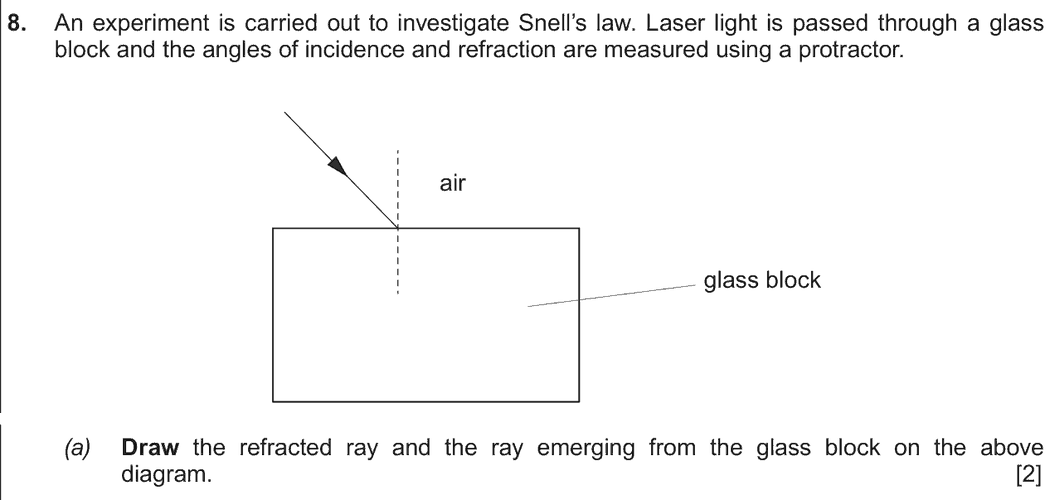 8. An experiment is carried out to investigate Snell’s law. Laser light is passed through a glass
block and the angles of incidence and refraction are measured using a protractor.
air
glass block
(a) Draw the refracted ray and the ray emerging from the glass block on the above
diagram. [2]